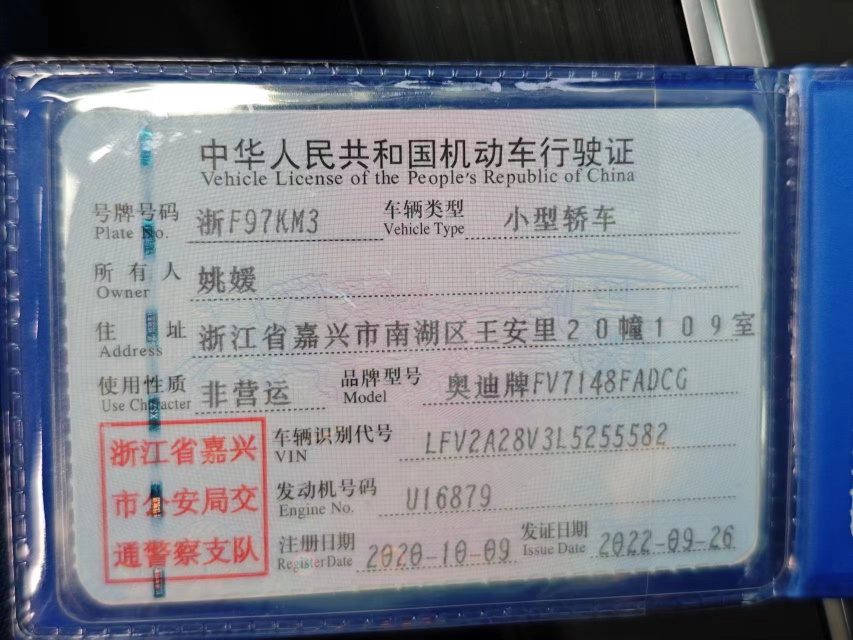 中华人民共和国机动车行驶证
Vehicle License of the People's Republic of China
号牌号码 浙F97KM3 车辆类型 小型轿车
Plate No. Vehicle Type
所有人 姚媛
Owner
住址 浙江省嘉兴市南湖区王安里20幢109室
Address
使用性质 非营运 品牌型号 奥迪牌FV7148FADCG
Use Character Model
浙江省嘉兴
市公安局交
通警察支队
车辆识别代号 LFV2A28V3L5255582
VIN
发动机号码 U16879
Engine No.
注册日期 2020-10-09 发证日期 2022-09-26
Register Date Issue Date